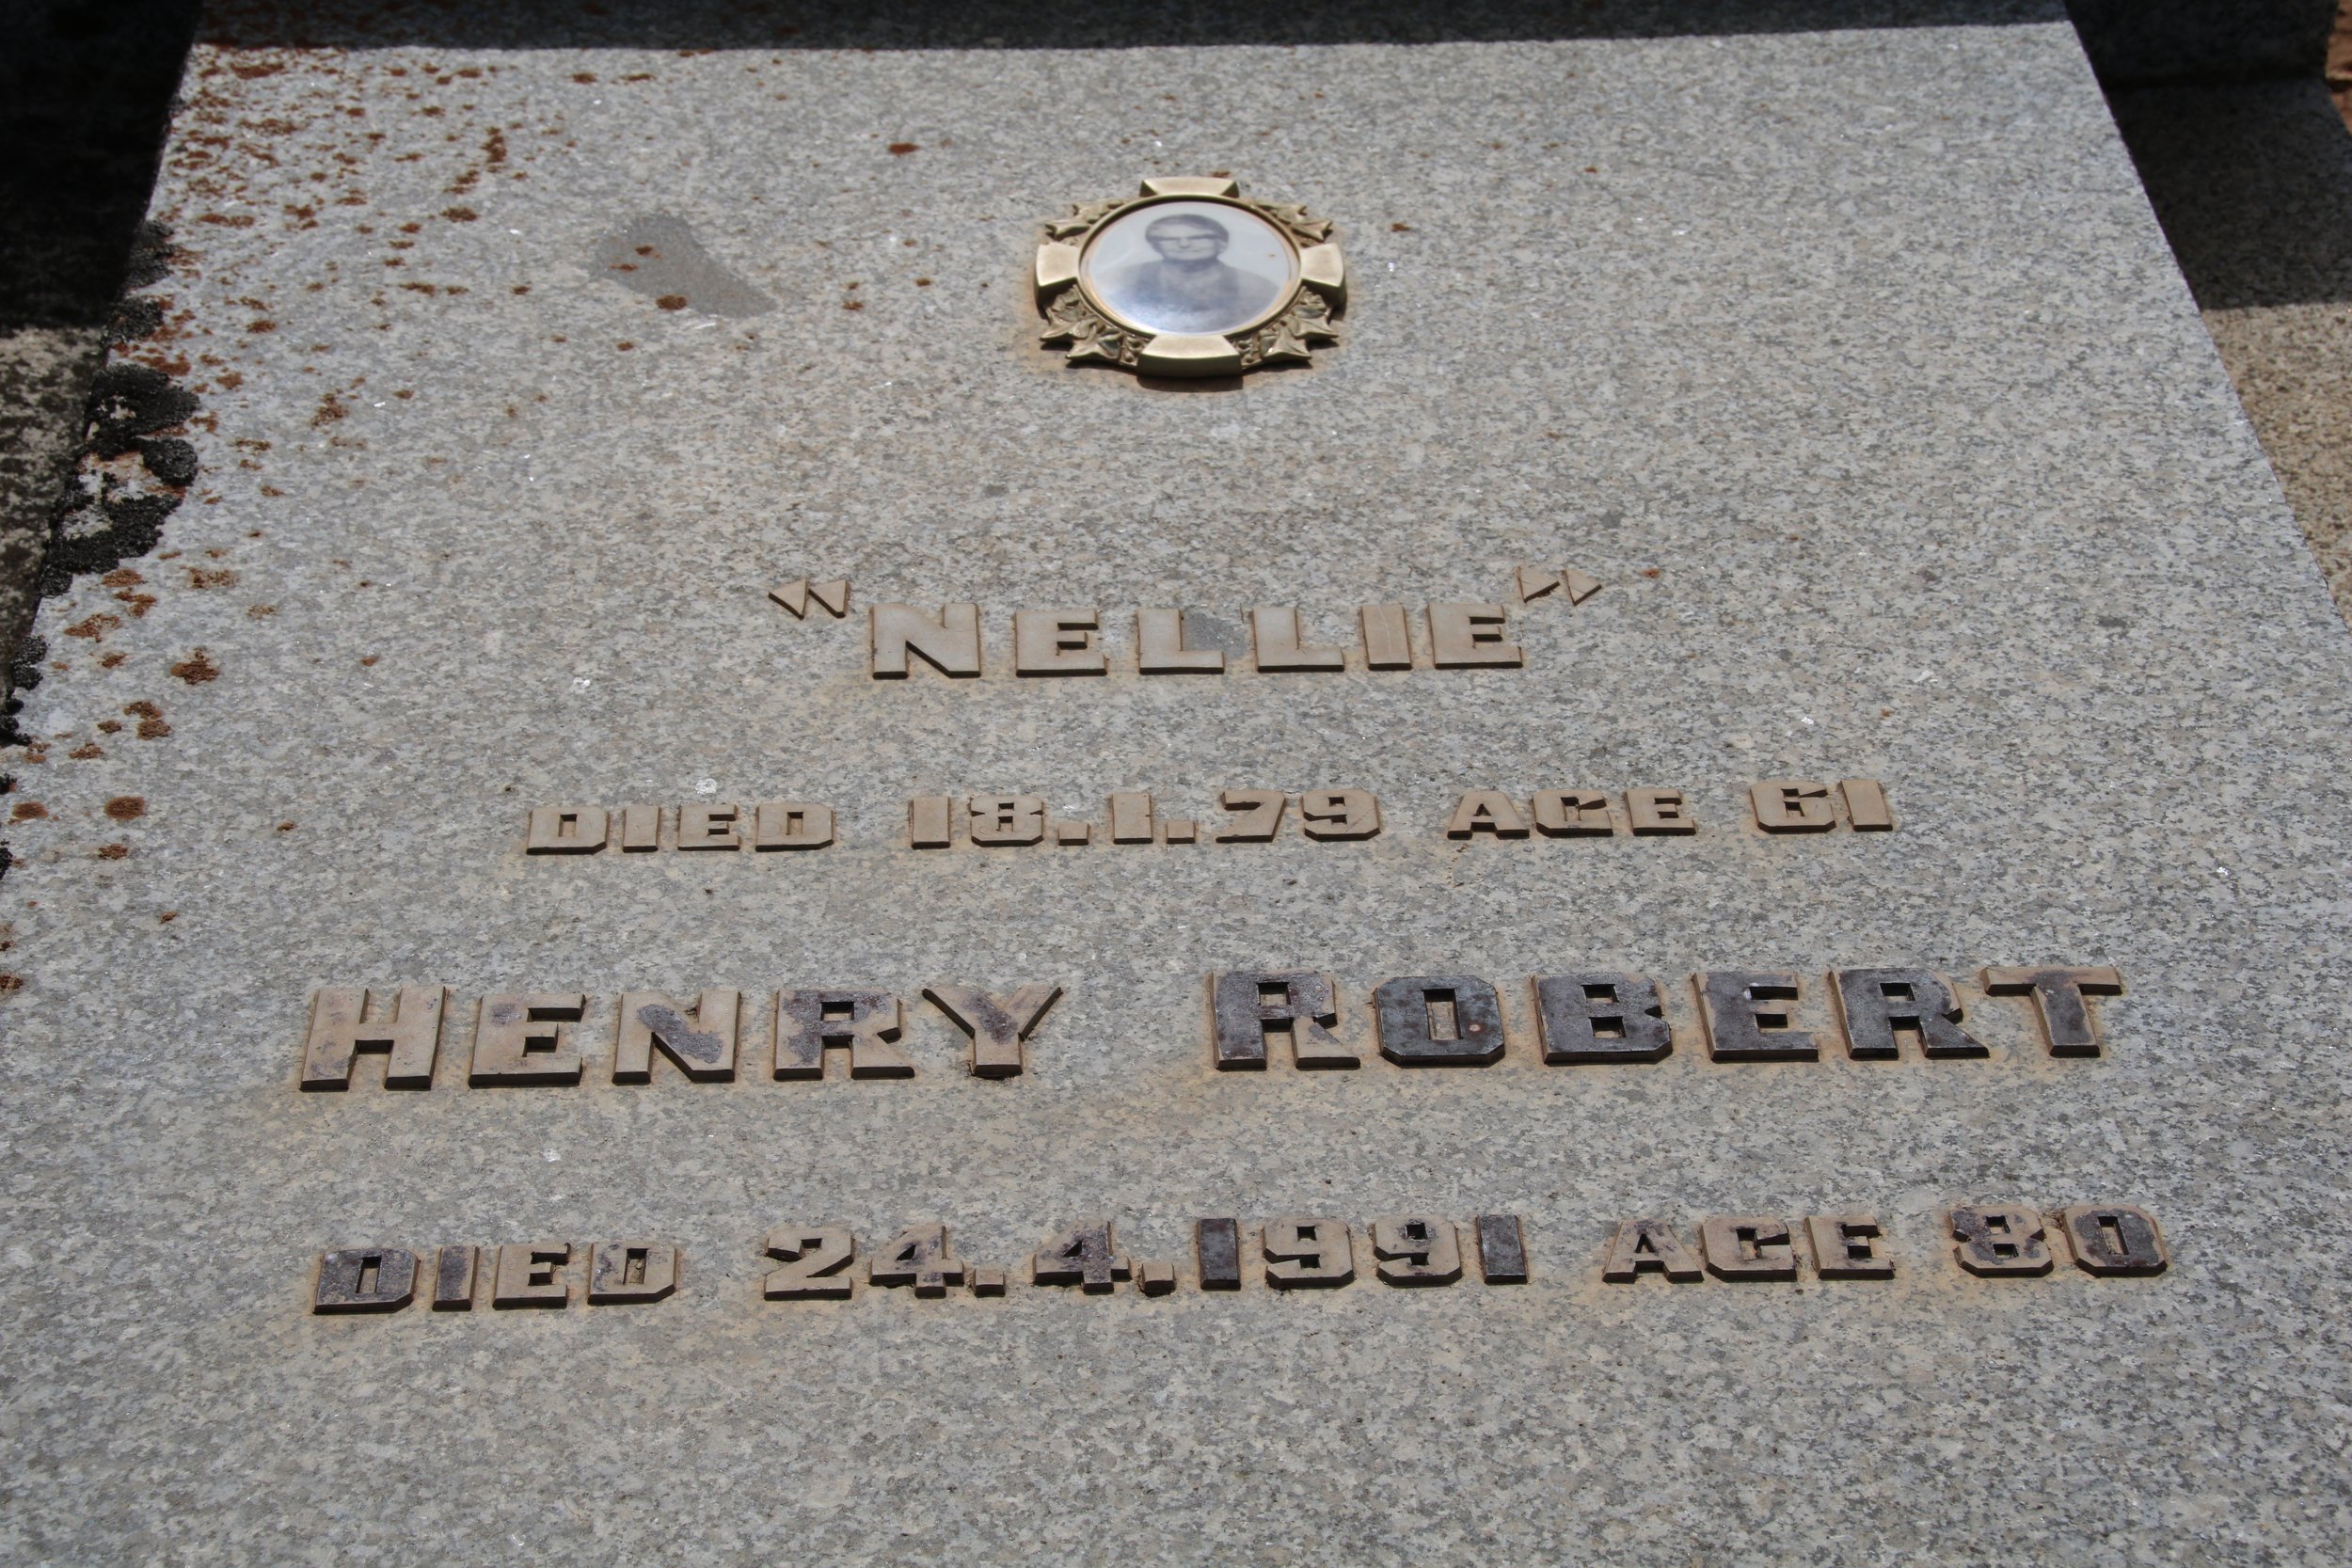 "NELLIE"
DIED 18.1.79 AGE 61
HENRY ROBERT
DIED 24.4.1991 AGE 80